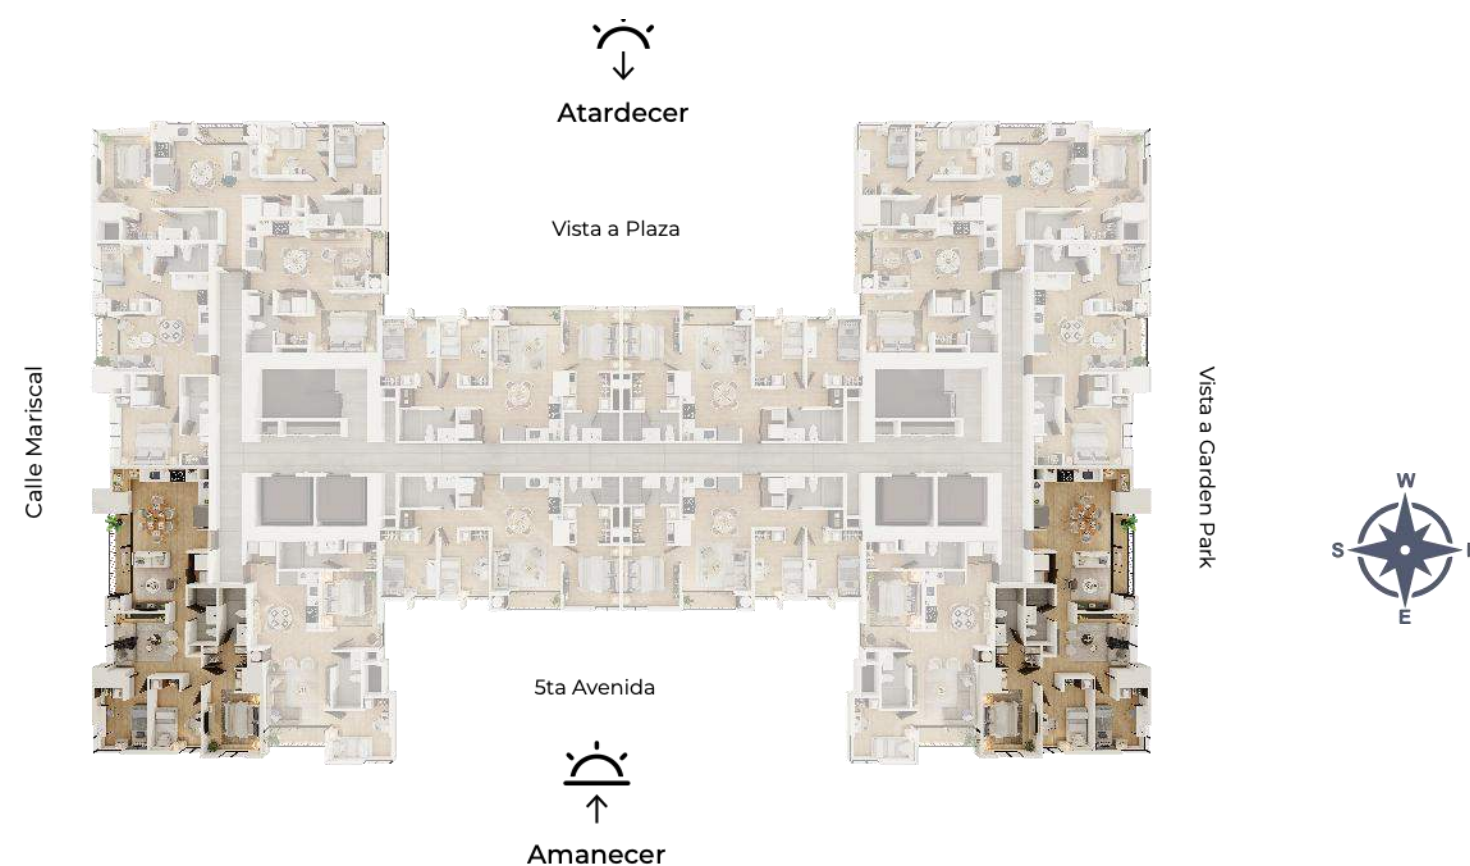 Atardecer
Vista a Plaza
Calle Mariscal
Vista a Garden Park
W
S
E
5ta Avenida
Amanecer